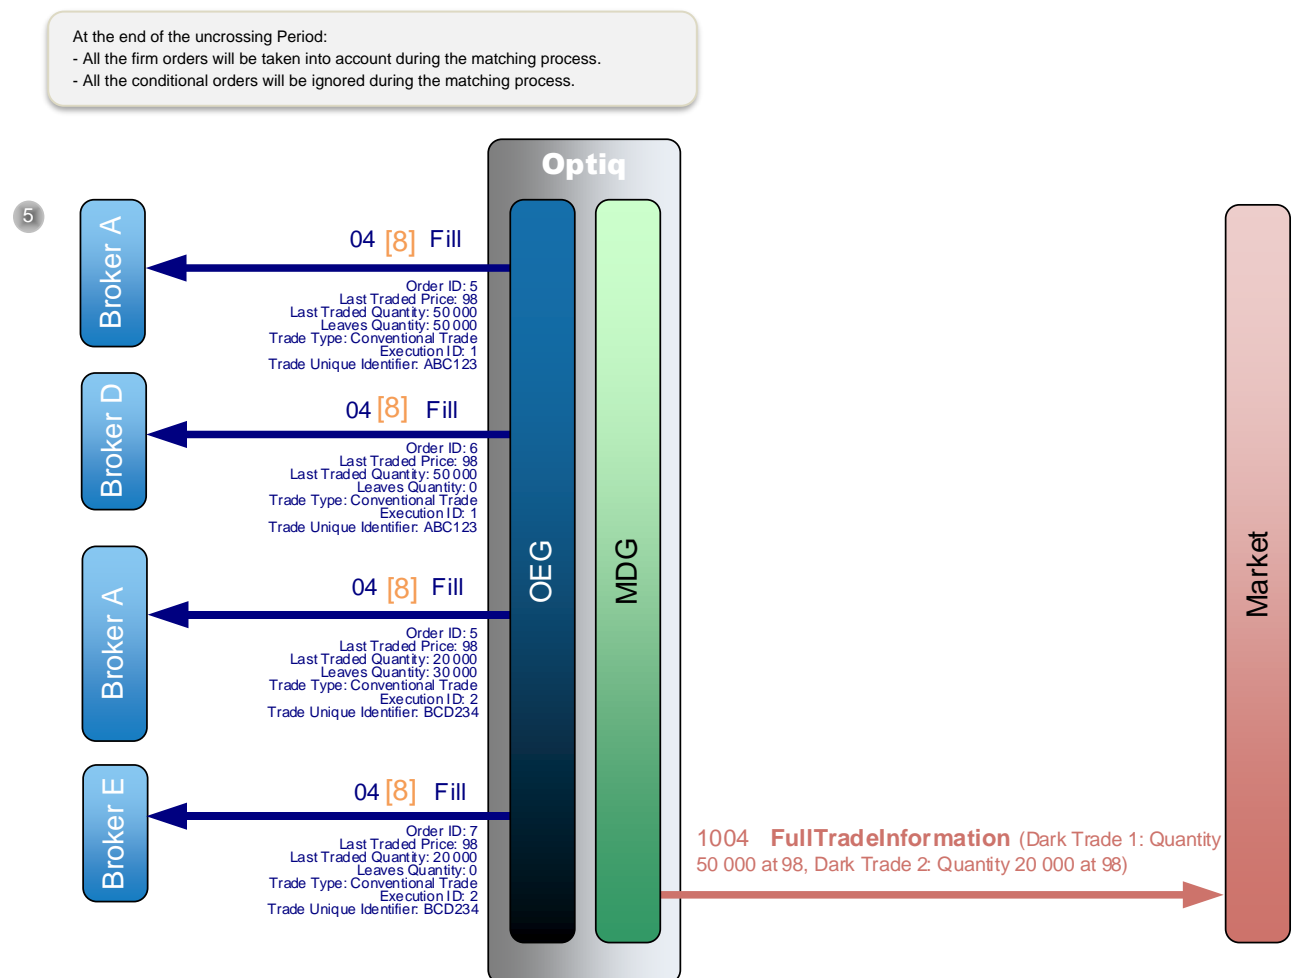 At the end of the uncrossing Period:
- All the firm orders will be taken into account during the matching process.
- All the conditional orders will be ignored during the matching process.
Optiq
5
Broker A
04 [8] Fill
Order ID: 5
Last Traded Price: 98
Last Traded Quantity: 50 000
Leaves Quantity: 50 000
Trade Type: Conventional Trade
Execution ID: 1
Trade Unique Identifier: ABC123
Broker D
04 [8] Fill
Order ID: 6
Last Traded Price: 98
Last Traded Quantity: 50 000
Leaves Quantity: 0
Trade Type: Conventional Trade
Execution ID: 1
Trade Unique Identifier: ABC123
OEG
MDG
Market
Broker A
04 [8] Fill
Order ID: 5
Last Traded Price: 98
Last Traded Quantity: 20 000
Leaves Quantity: 30 000
Trade Type: Conventional Trade
Execution ID: 2
Trade Unique Identifier: BCD234
Broker E
04 [8] Fill
Order ID: 7
Last Traded Price: 98
Last Traded Quantity: 20 000
Leaves Quantity: 0
Trade Type: Conventional Trade
Execution ID: 2
Trade Unique Identifier: BCD234
1004 FullTradeInformation (Dark Trade 1: Quantity
50 000 at 98, Dark Trade 2: Quantity 20 000 at 98)